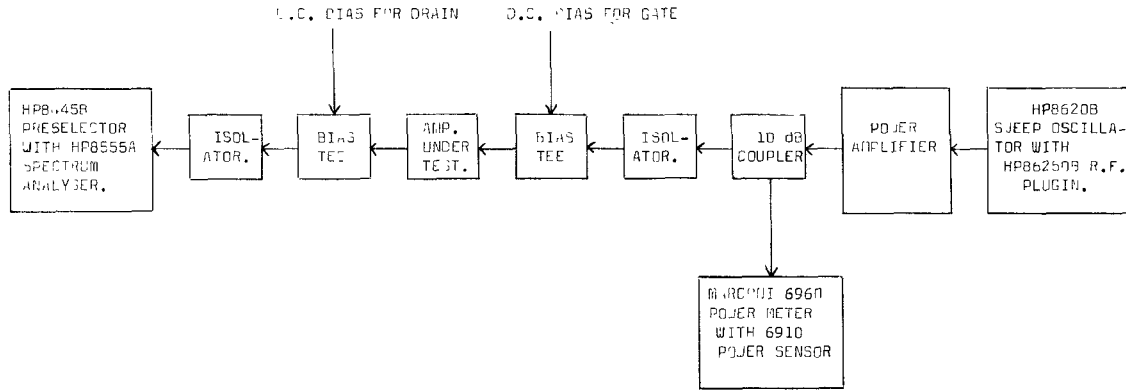 D.C. BIAS FOR DRAIN
D.C. BIAS FOR GATE
PRESELECTOR
WITH HP8555A
SPECTRUM
ANALYSER.
ISOL-
ATOR.
BIAS
TEE
AMP.
UNDER
TEST.
BIAS
TEE
ISOL-
ATOR.
10 dB
COUPLER
POWER
AMPLIFIER
HP8620B
SWEEP OSCILLA-
TOR WITH
R.F.
PLUGIN.
MARCONI 6960
POWER METER
WITH 6910
POWER SENSOR